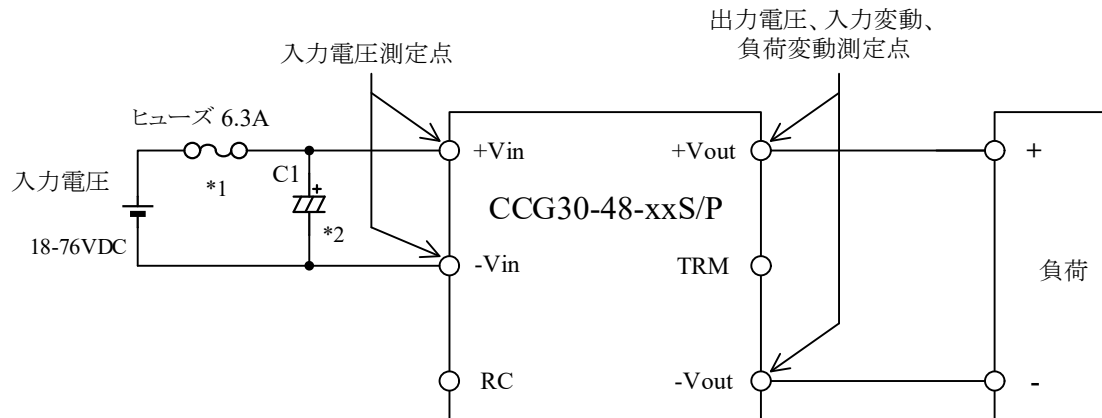 出力電圧、入力変動、
負荷変動測定点
入力電圧測定点
ヒューズ 6.3A
*1
入力電圧
18-76VDC
C1
+
*2
+Vin
-Vin
RC
CCG30-48-xxS/P
+Vout
TRM
-Vout
+
負荷
-